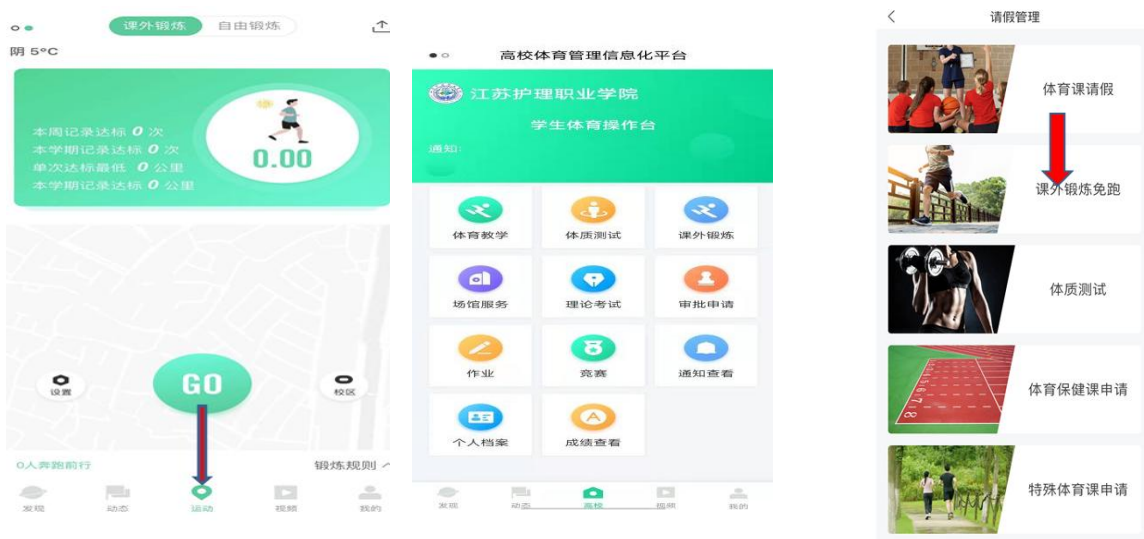 课外锻炼 自由锻炼
阴 5°C
本周记录达标 0 次
本学期记录达标 0 次
单次达标最低 0 公里
本学期记录达标 0 公里
0.00
GO
设置
校区
0人奔跑前行
锻炼规则
发现 动态 运动 视频 我的
高校体育管理信息化平台
江苏护理职业学院
学生体育操作台
通知:
体育教学 体质测试 课外锻炼
场馆服务 理论考试 审批申请
作业 竞赛 通知查看
个人档案 成绩查看
发现 动态 高校 视频 我的
请假管理
体育课请假
课外锻炼免跑
体质测试
体育保健课申请
特殊体育课申请